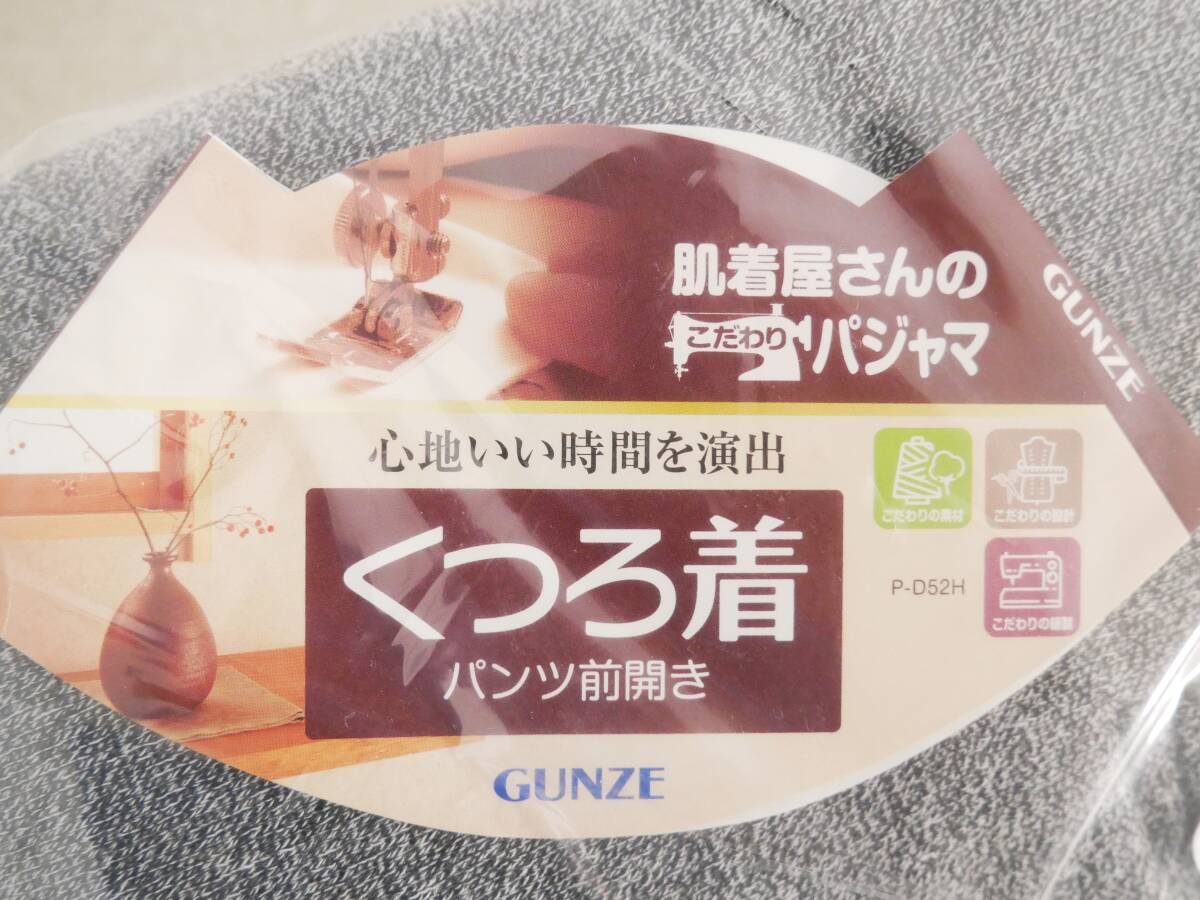 肌着屋さんの
こだわり パジャマ
GUNZE
心地いい時間を演出
くつろ着
パンツ前開き
こだわりの素材
こだわりの設計
P-D52H
こだわりの縫製
GUNZE